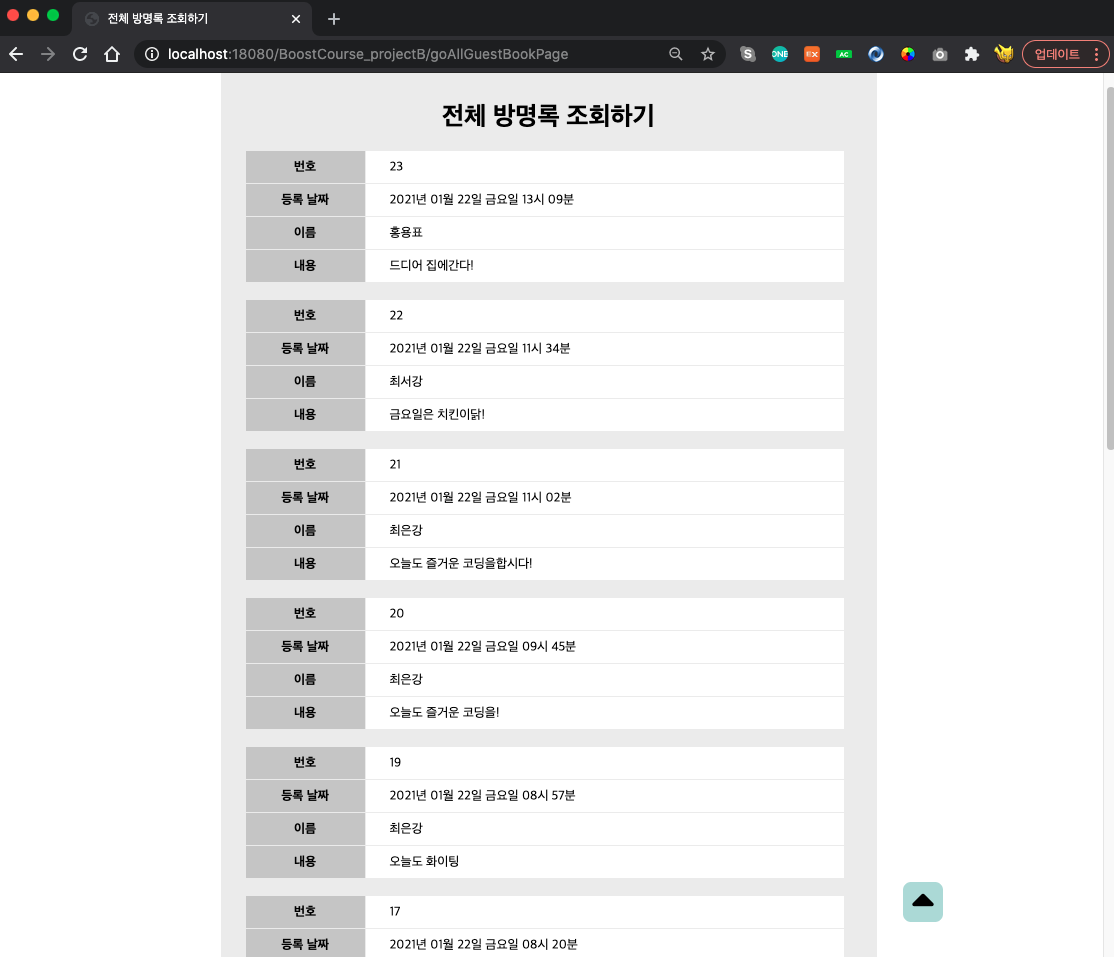 전체 방명록 조회하기
localhost:18080/BoostCourse_projectB/goAllGuestBookPage
S
ONE
AC
업데이트
전체 방명록 조회하기
번호 23
등록 날짜 2021년 01월 22일 금요일 13시 09분
이름 홍용표
내용 드디어 집에간다!
번호 22
등록 날짜 2021년 01월 22일 금요일 11시 34분
이름 최서강
내용 금요일은 치킨이닭!
번호 21
등록 날짜 2021년 01월 22일 금요일 11시 02분
이름 최은강
내용 오늘도 즐거운 코딩을합시다!
번호 20
등록 날짜 2021년 01월 22일 금요일 09시 45분
이름 최은강
내용 오늘도 즐거운 코딩을!
번호 19
등록 날짜 2021년 01월 22일 금요일 08시 57분
이름 최은강
내용 오늘도 화이팅
번호 17
등록 날짜 2021년 01월 22일 금요일 08시 20분